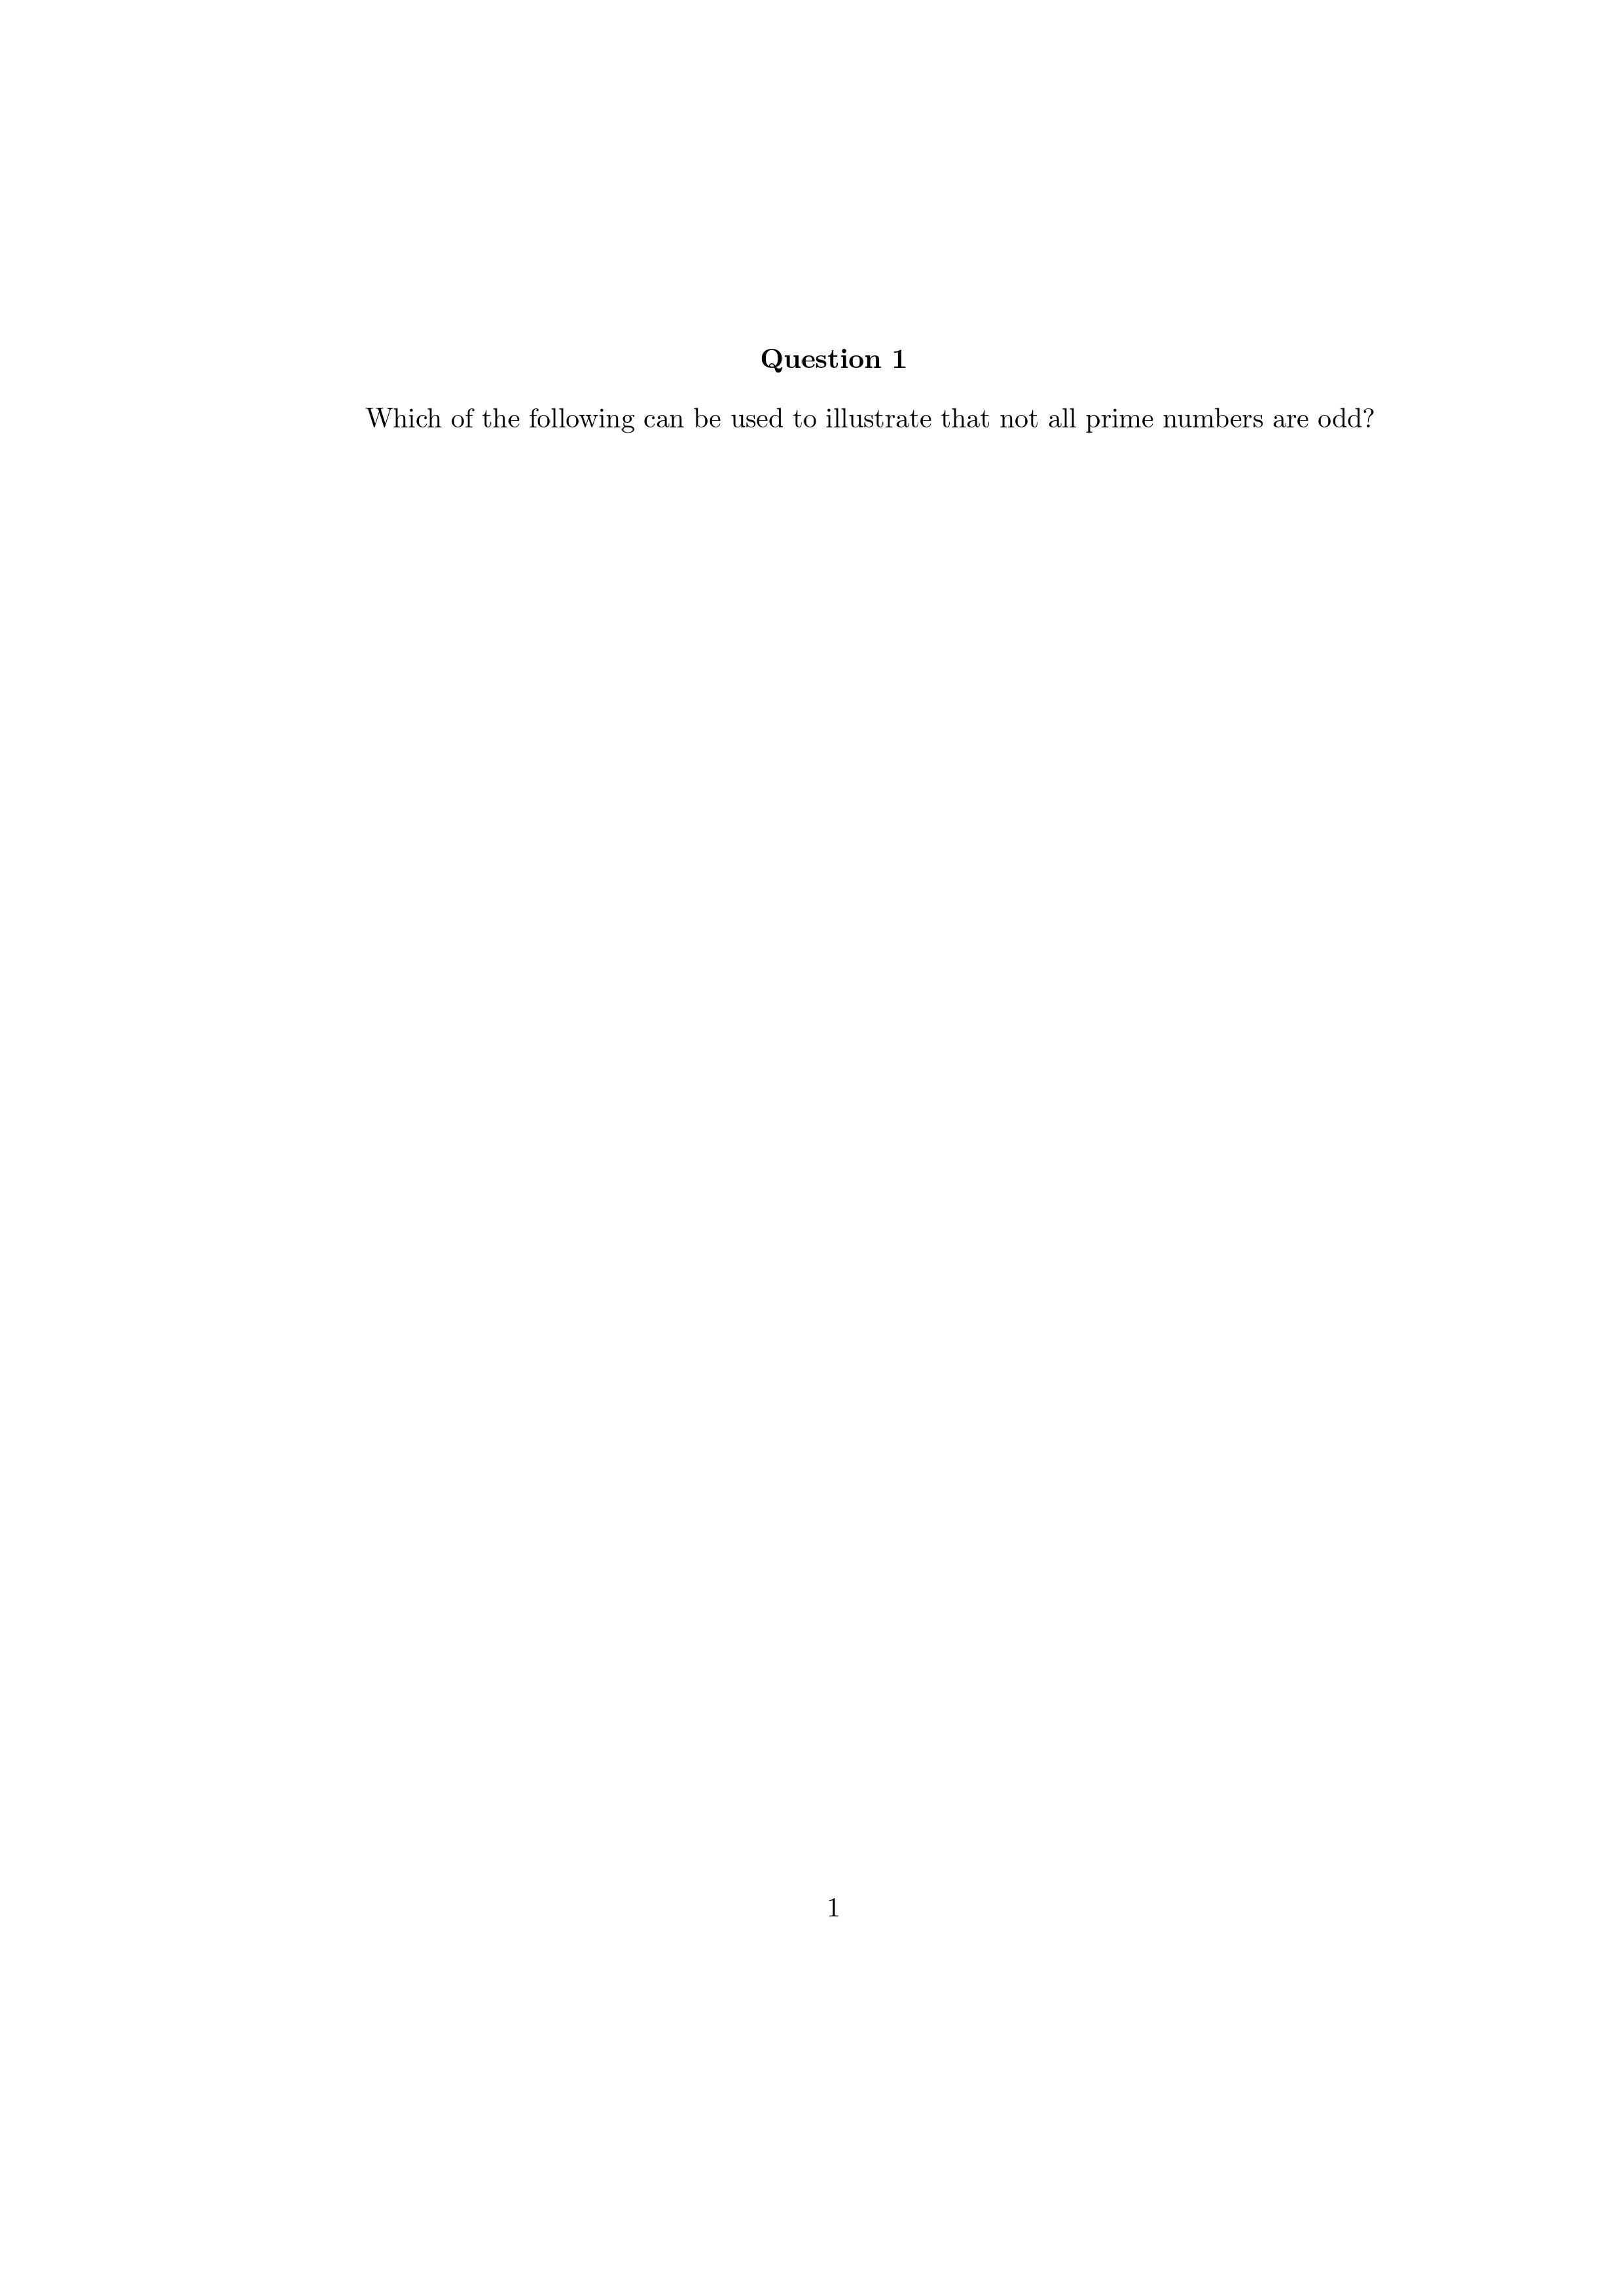 Question 1
Which of the following can be used to illustrate that not all prime numbers are odd?
1